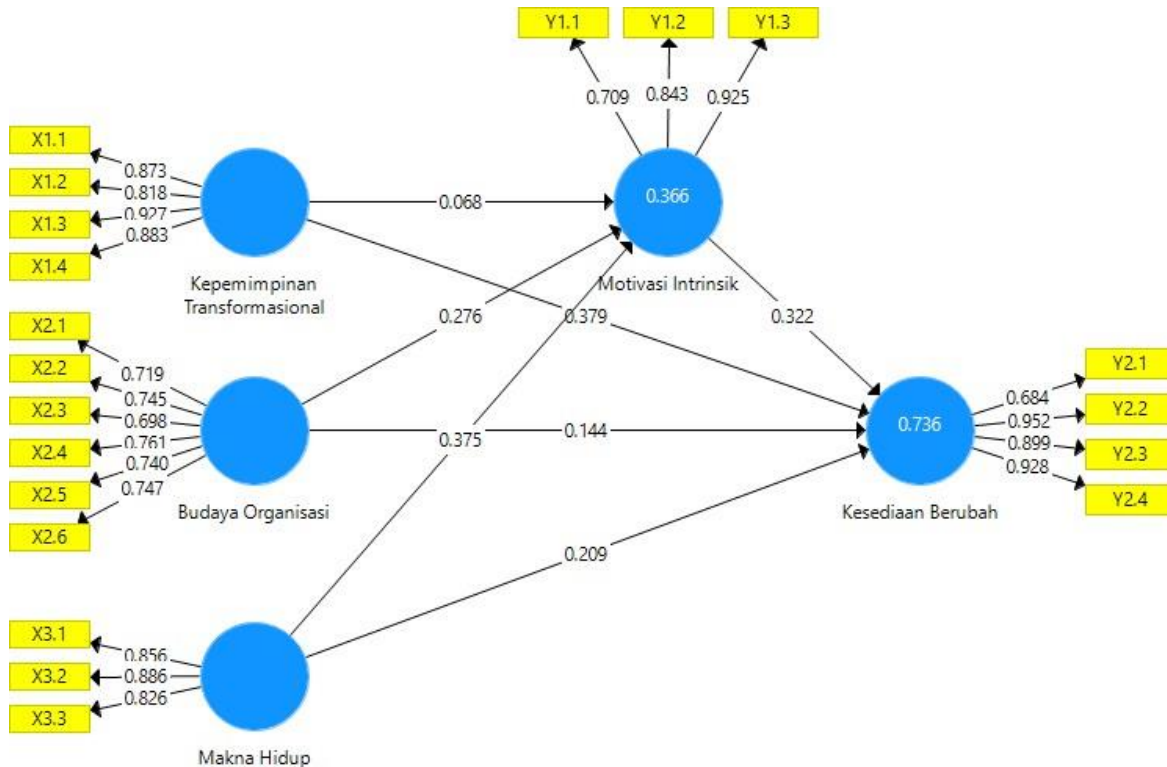 Y1.1
Y1.2
Y1.3
0.709
0.843
0.925
X1.1
X1.2
X1.3
X1.4
0.873
0.818
0.927
0.883
Kepemimpinan
Transformasional
0.068
0.366
Motivasi Intrinsik
0.276
0.379
0.322
X2.1
X2.2
X2.3
X2.4
X2.5
X2.6
0.719
0.745
0.698
0.761
0.740
0.747
Budaya Organisasi
0.375
0.144
0.736
Kesediaan Berubah
0.684
0.952
0.899
0.928
Y2.1
Y2.2
Y2.3
Y2.4
0.209
X3.1
X3.2
X3.3
0.856
0.886
0.826
Makna Hidup